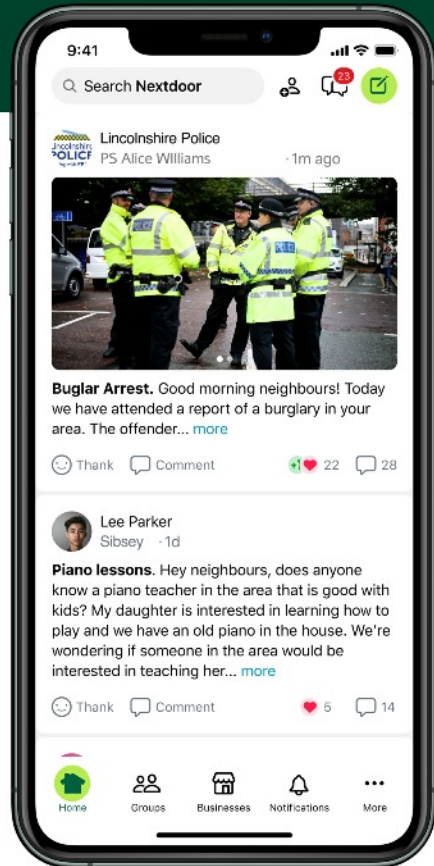 9:41
Search Nextdoor
23
Lincolnshire
POLICE
Lincolnshire Police
PS Alice WIlliams
· 1m ago
POLICE
Buglar Arrest. Good morning neighbours! Today
we have attended a report of a burglary in your
area. The offender... more
Thank
Comment
+1
22
28
Lee Parker
Sibsey · 1d
Piano lessons. Hey neighbours, does anyone
know a piano teacher in the area that is good with
kids? My daughter is interested in learning how to
play and we have an old piano in the house. We're
wondering if someone in the area would be
interested in teaching her... more
Thank
Comment
5
14
Home
Groups
Businesses
Notifications
More